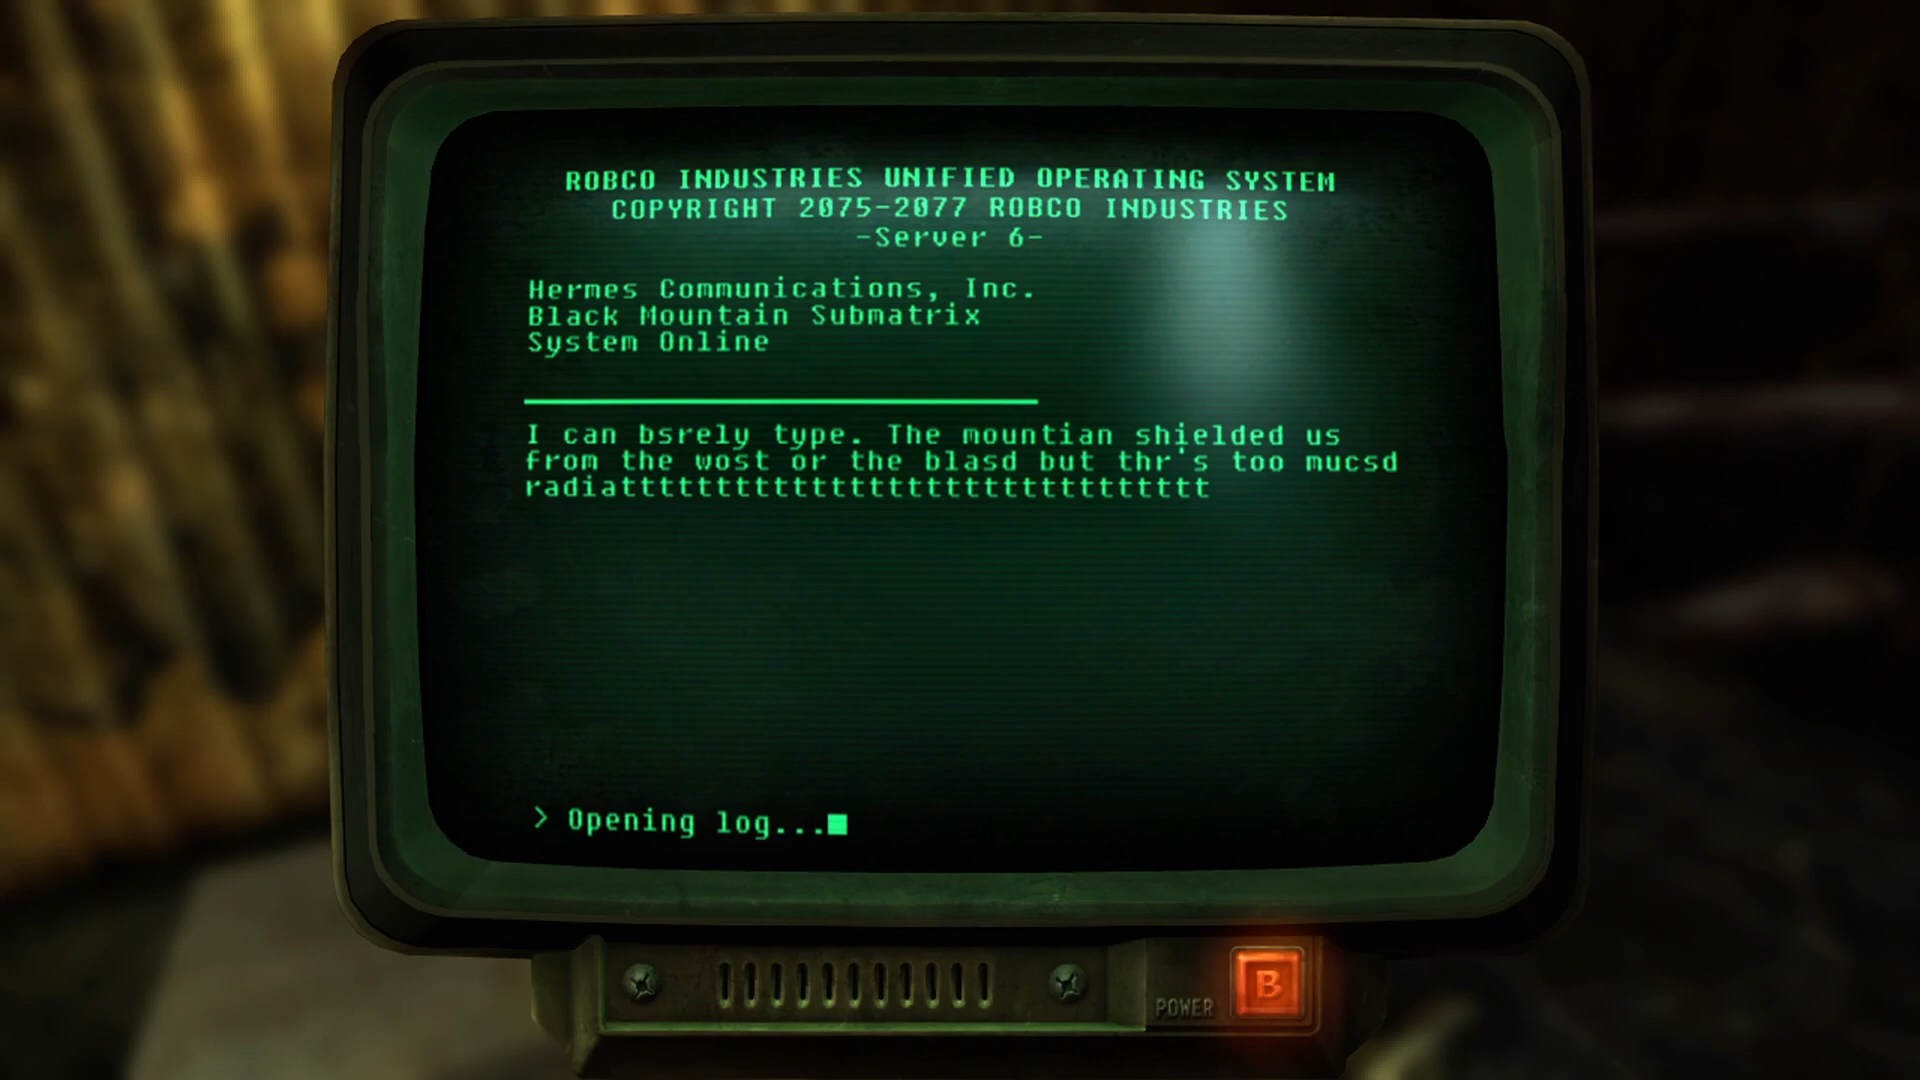 ROBCO INDUSTRIES UNIFIED OPERATING SYSTEM
COPYRIGHT 2075-2077 ROBCO INDUSTRIES
-Server 6-
Hermes Communications, Inc.
Black Mountain Submatrix
System Online
I can bsrely type. The mountian shielded us
from the wost or the blasd but thr's too mucsd
radiatttttttttttttttttttttttttttttttttt
> Opening log...
POWER
B